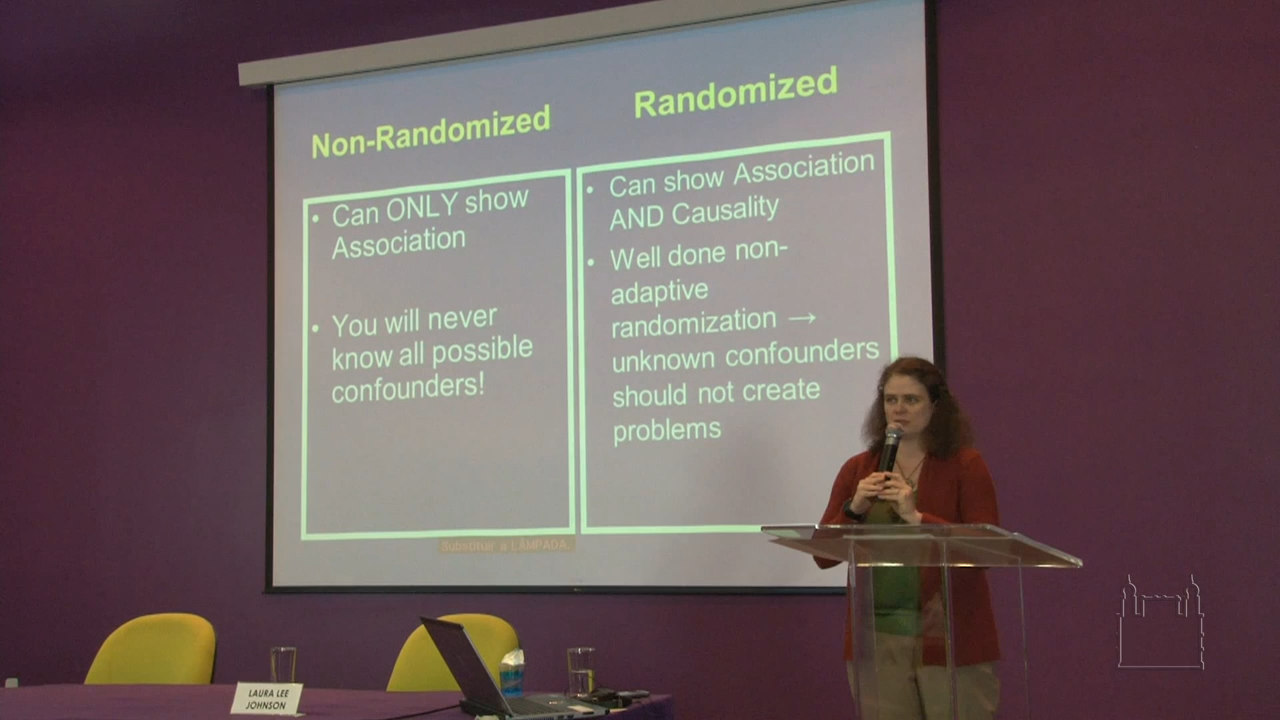 Non-Randomized
• Can ONLY show
Association
• You will never
know all possible
confounders!
Randomized
• Can show Association
AND Causality
• Well done non-
adaptive
randomization →
unknown confounders
should not create
problems
Substituir a LÂMPADA.
LAURA LEE
JOHNSON